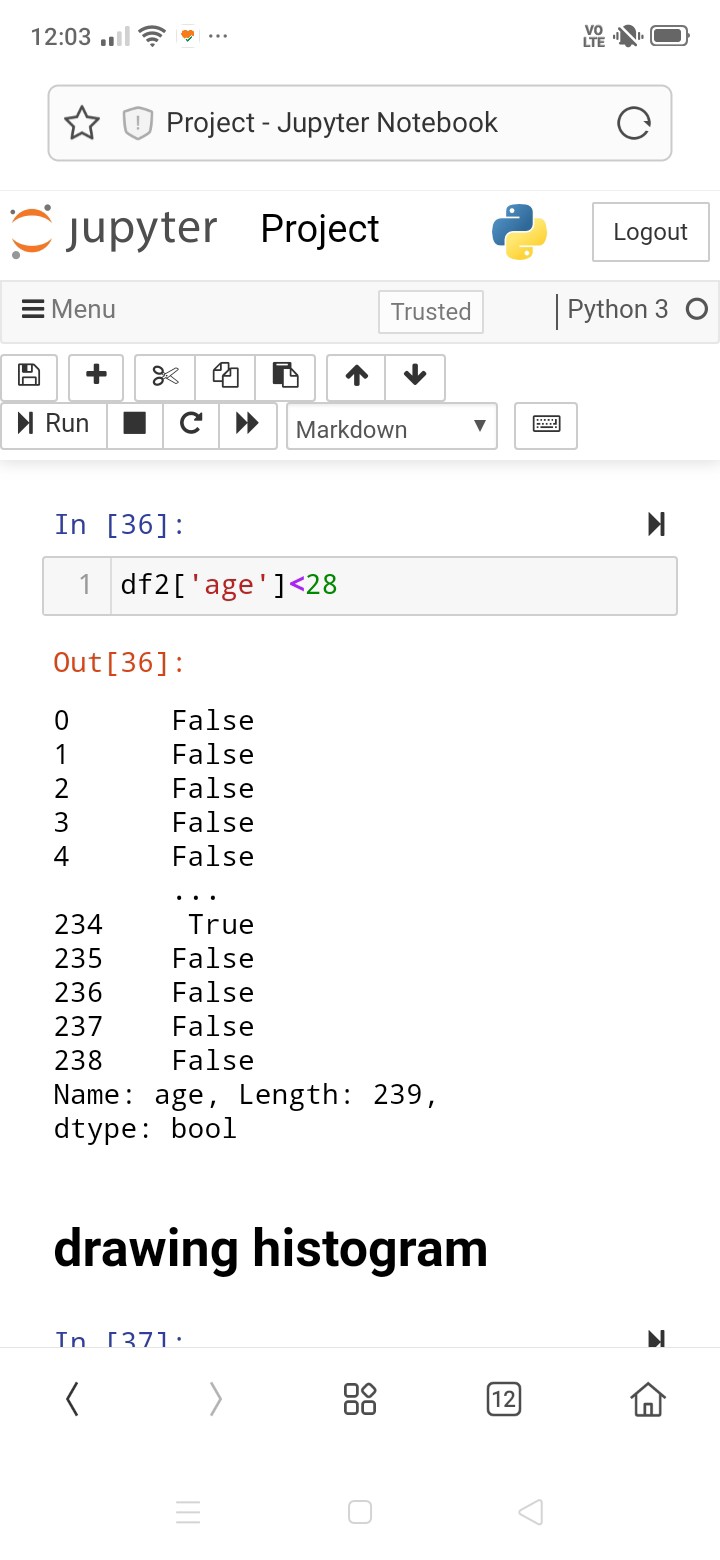 12:03 ...
VO LTE
Project - Jupyter Notebook
jupyter Project Logout
Menu Trusted Python 3
Run Markdown
In [36]:
1 df2['age']<28
Out[36]:
0 False
1 False
2 False
3 False
4 False
...
234 True
235 False
236 False
237 False
238 False
Name: age, Length: 239,
dtype: bool
drawing histogram
In [37]:
12